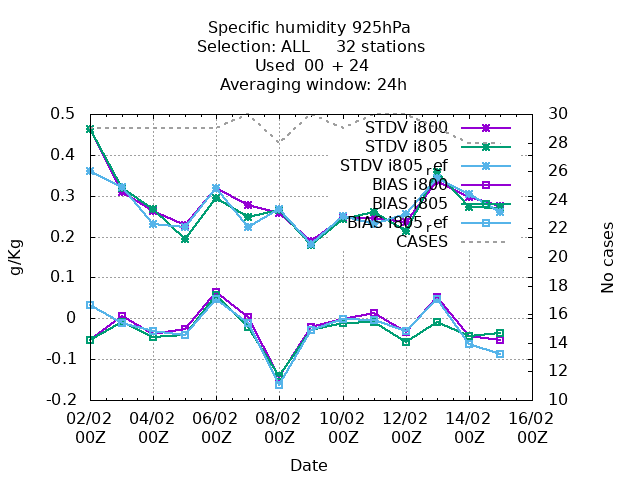 Specific humidity 925hPa
Selection: ALL 32 stations
Used 00 + 24
Averaging window: 24h
0.5
0.4
0.3
0.2
0.1
0
-0.1
-0.2
g/Kg
30
28
26
24
22
20
18
16
14
12
10
No cases
STDV i800
STDV i805
STDV i805ref
BIAS i800
BIAS i805
BIAS i805ref
CASES
02/02 04/02 06/02 08/02 10/02 12/02 14/02 16/02
00Z 00Z 00Z 00Z 00Z 00Z 00Z 00Z
Date